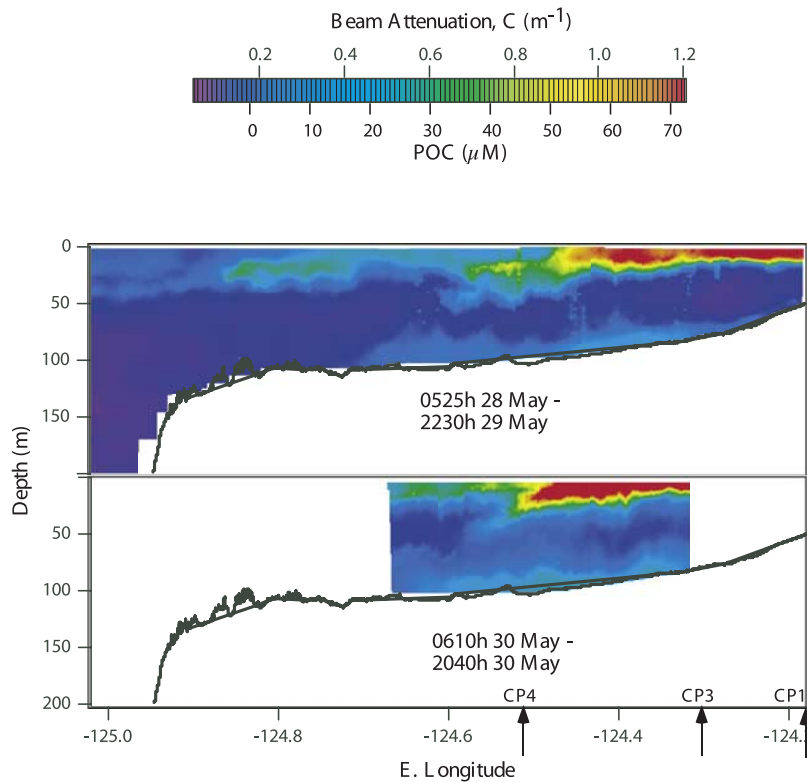 Beam Attenuation, C (m-1)
0.2 0.4 0.6 0.8 1.0 1.2
0 10 20 30 40 50 60 70
POC (μM)
0
50
100
150
0525h 28 May -
2230h 29 May
Depth (m)
50
100
150
200
0610h 30 May -
2040h 30 May
CP4 CP3 CP1
-125.0 -124.8 -124.6 -124.4
E. Longitude